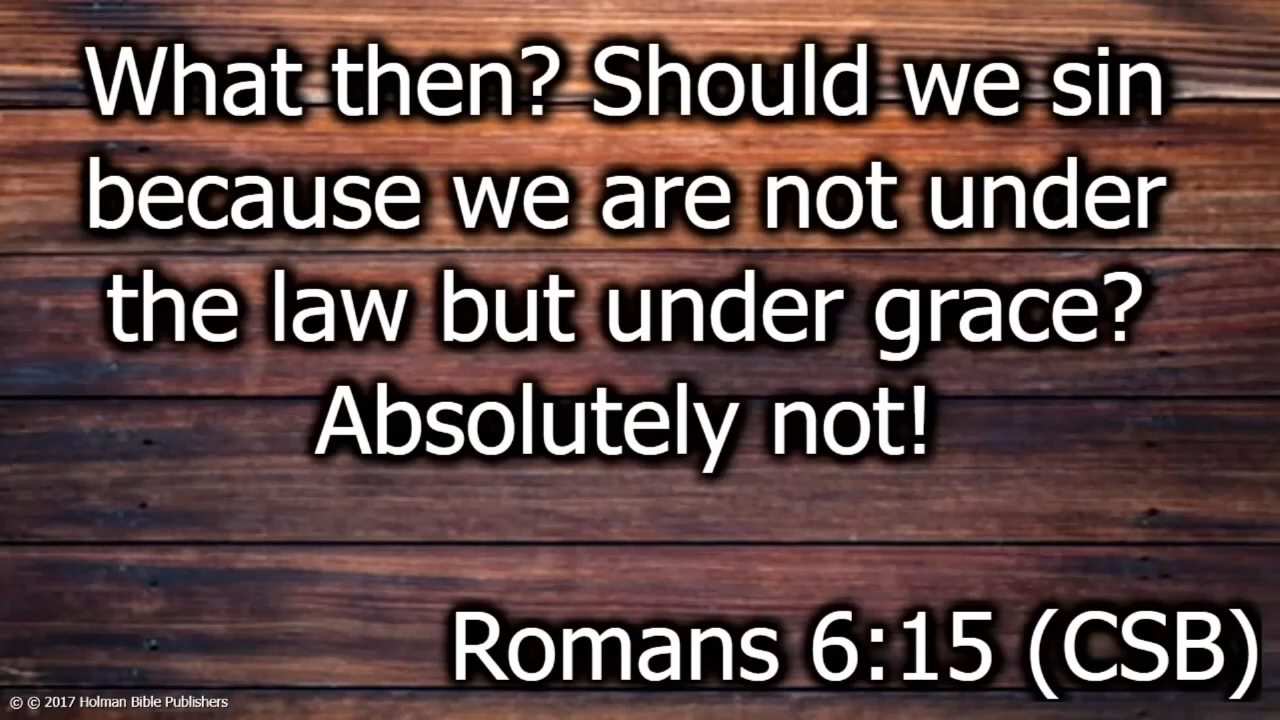 What then? Should we sin
because we are not under
the law but under grace?
Absolutely not!
Romans 6:15 (CSB)
© © 2017 Holman Bible Publishers